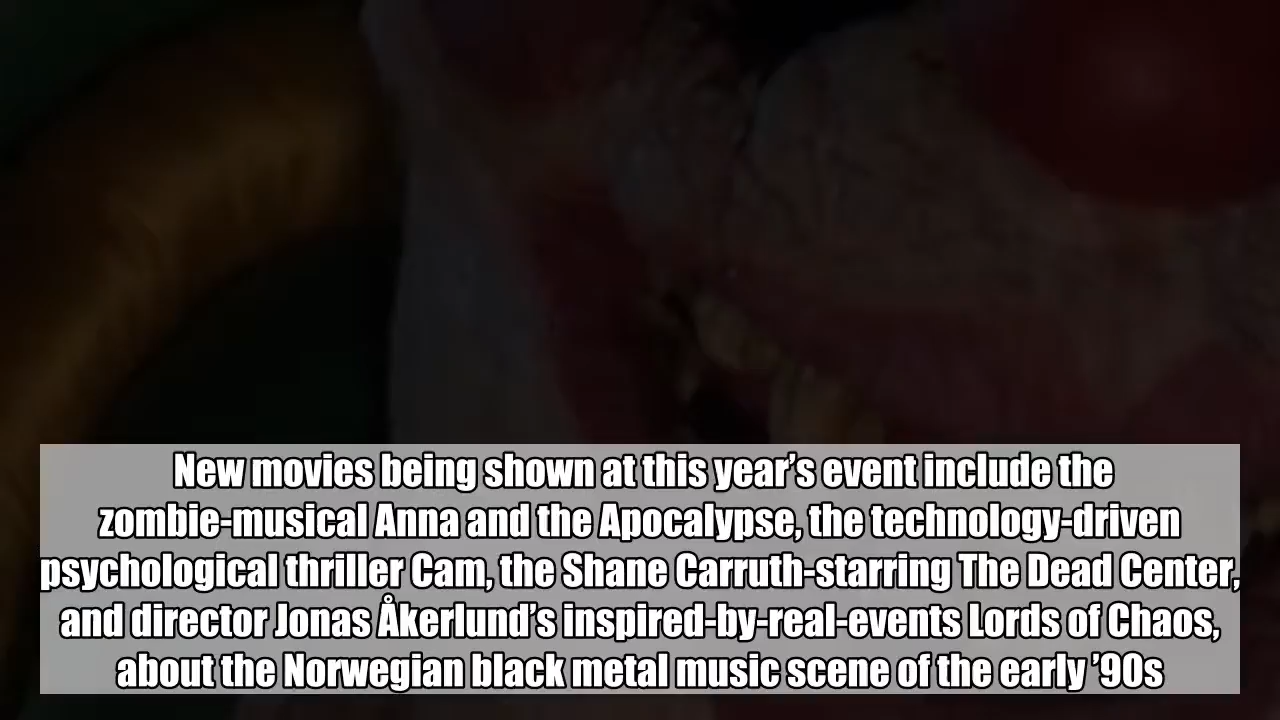 New movies being shown at this year’s event include the
zombie-musical Anna and the Apocalypse, the technology-driven
psychological thriller Cam, the Shane Carruth-starring The Dead Center,
and director Jonas Åkerlund’s inspired-by-real-events Lords of Chaos,
about the Norwegian black metal music scene of the early ’90s